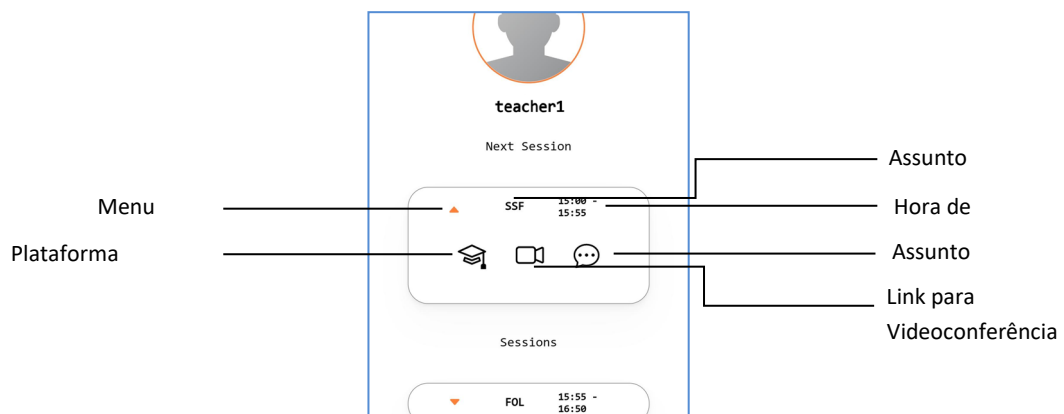 teacher1
Next Session
Assunto
Menu
SSF
15:00 -
15:55
Hora de
Plataforma
Assunto
Link para
Videoconferência
Sessions
FOL
15:55 -
16:50